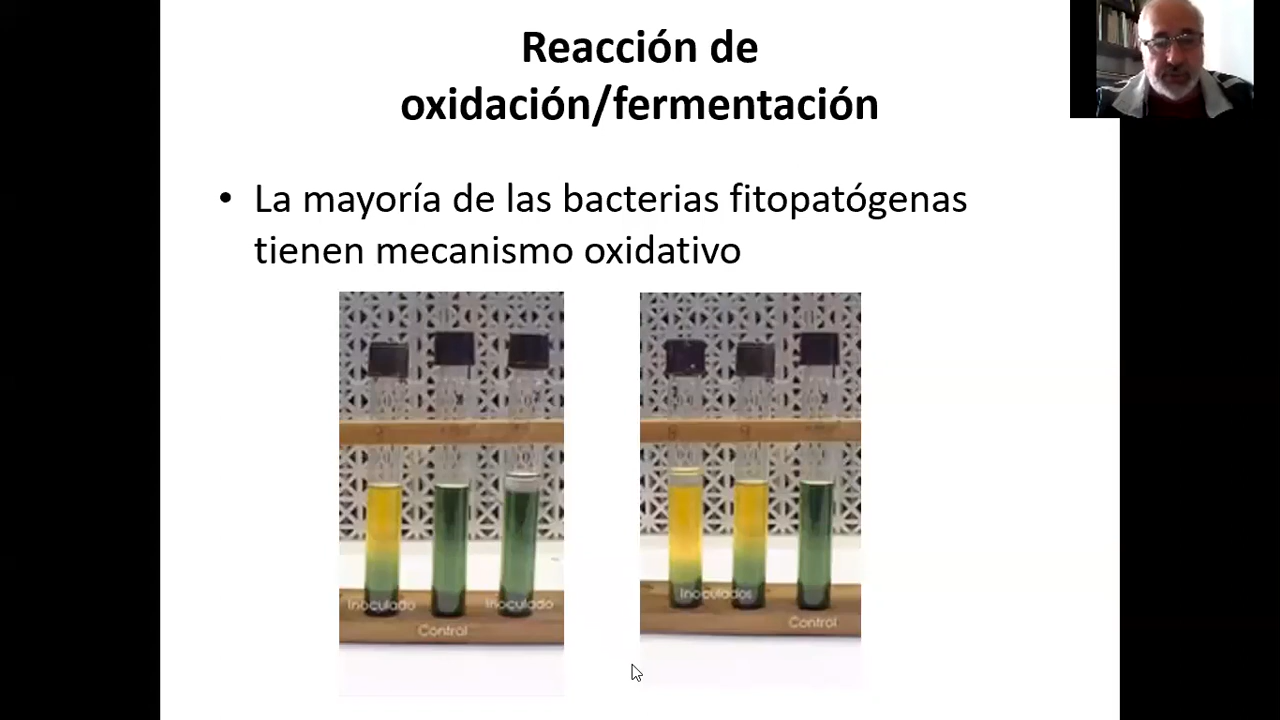 Reacción de
oxidación/fermentación
• La mayoría de las bacterias fitopatógenas
tienen mecanismo oxidativo
Inoculado
Inoculado
Control
Inoculados
Control